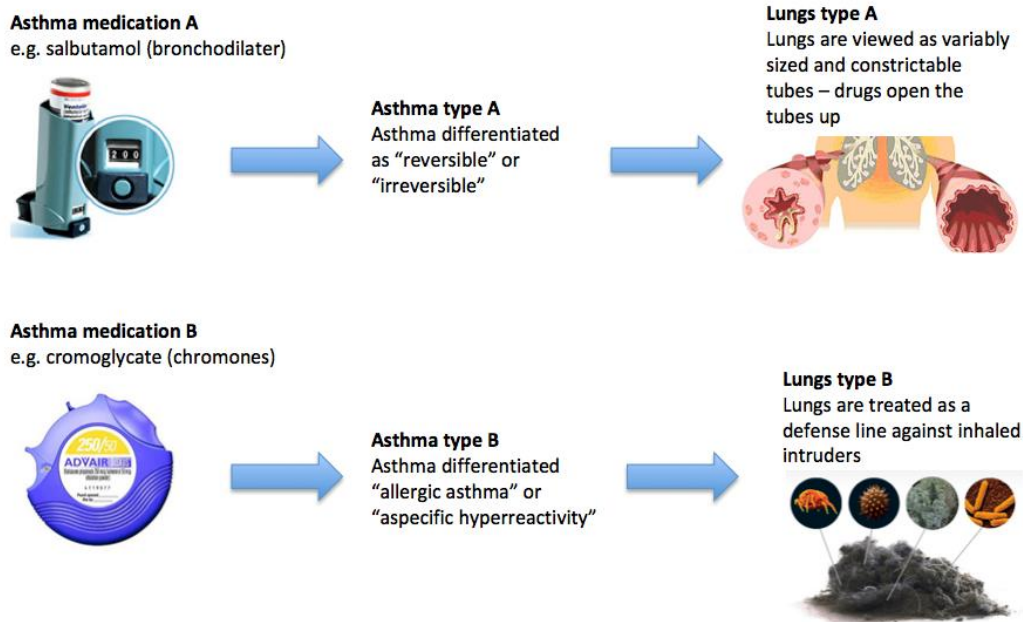 Asthma medication A
e.g. salbutamol (bronchodilater)
200
Asthma type A
Asthma differentiated
as “reversible” or
“irreversible”
Lungs type A
Lungs are viewed as variably
sized and constrictable
tubes – drugs open the
tubes up
Asthma medication B
e.g. cromoglycate (chromones)
250/50
ADVAIR
Asthma type B
Asthma differentiated
“allergic asthma” or
“aspecific hyperreactivity”
Lungs type B
Lungs are treated as a
defense line against inhaled
intruders